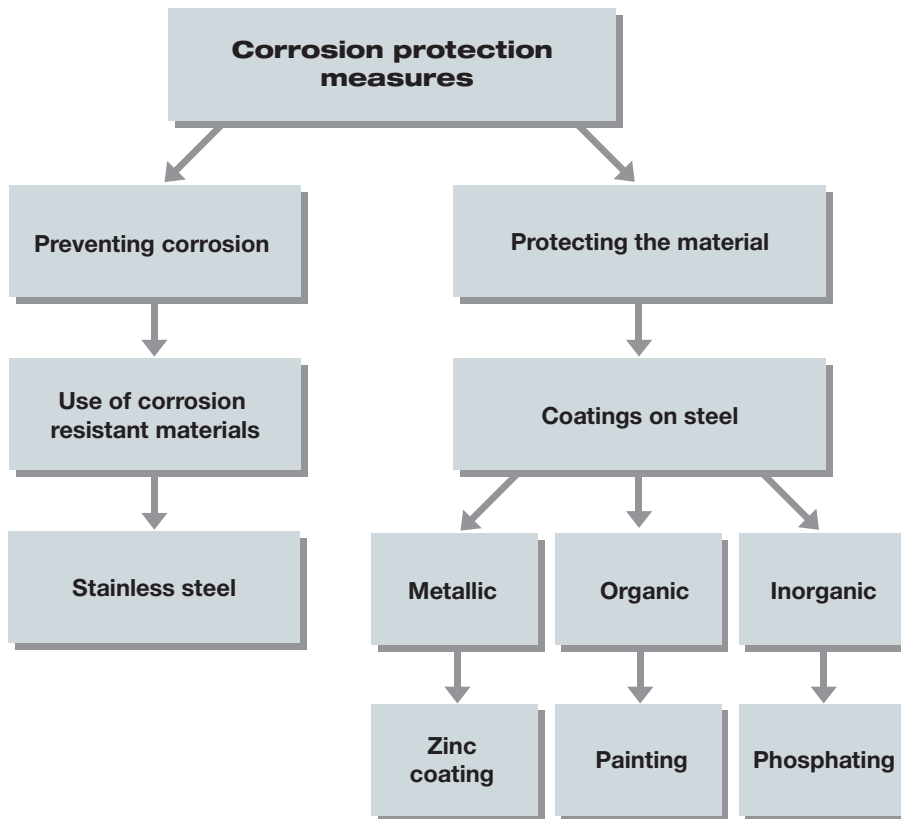 Corrosion protection
measures
Preventing corrosion
Protecting the material
Use of corrosion
resistant materials
Coatings on steel
Stainless steel
Metallic
Organic
Inorganic
Zinc
coating
Painting
Phosphating